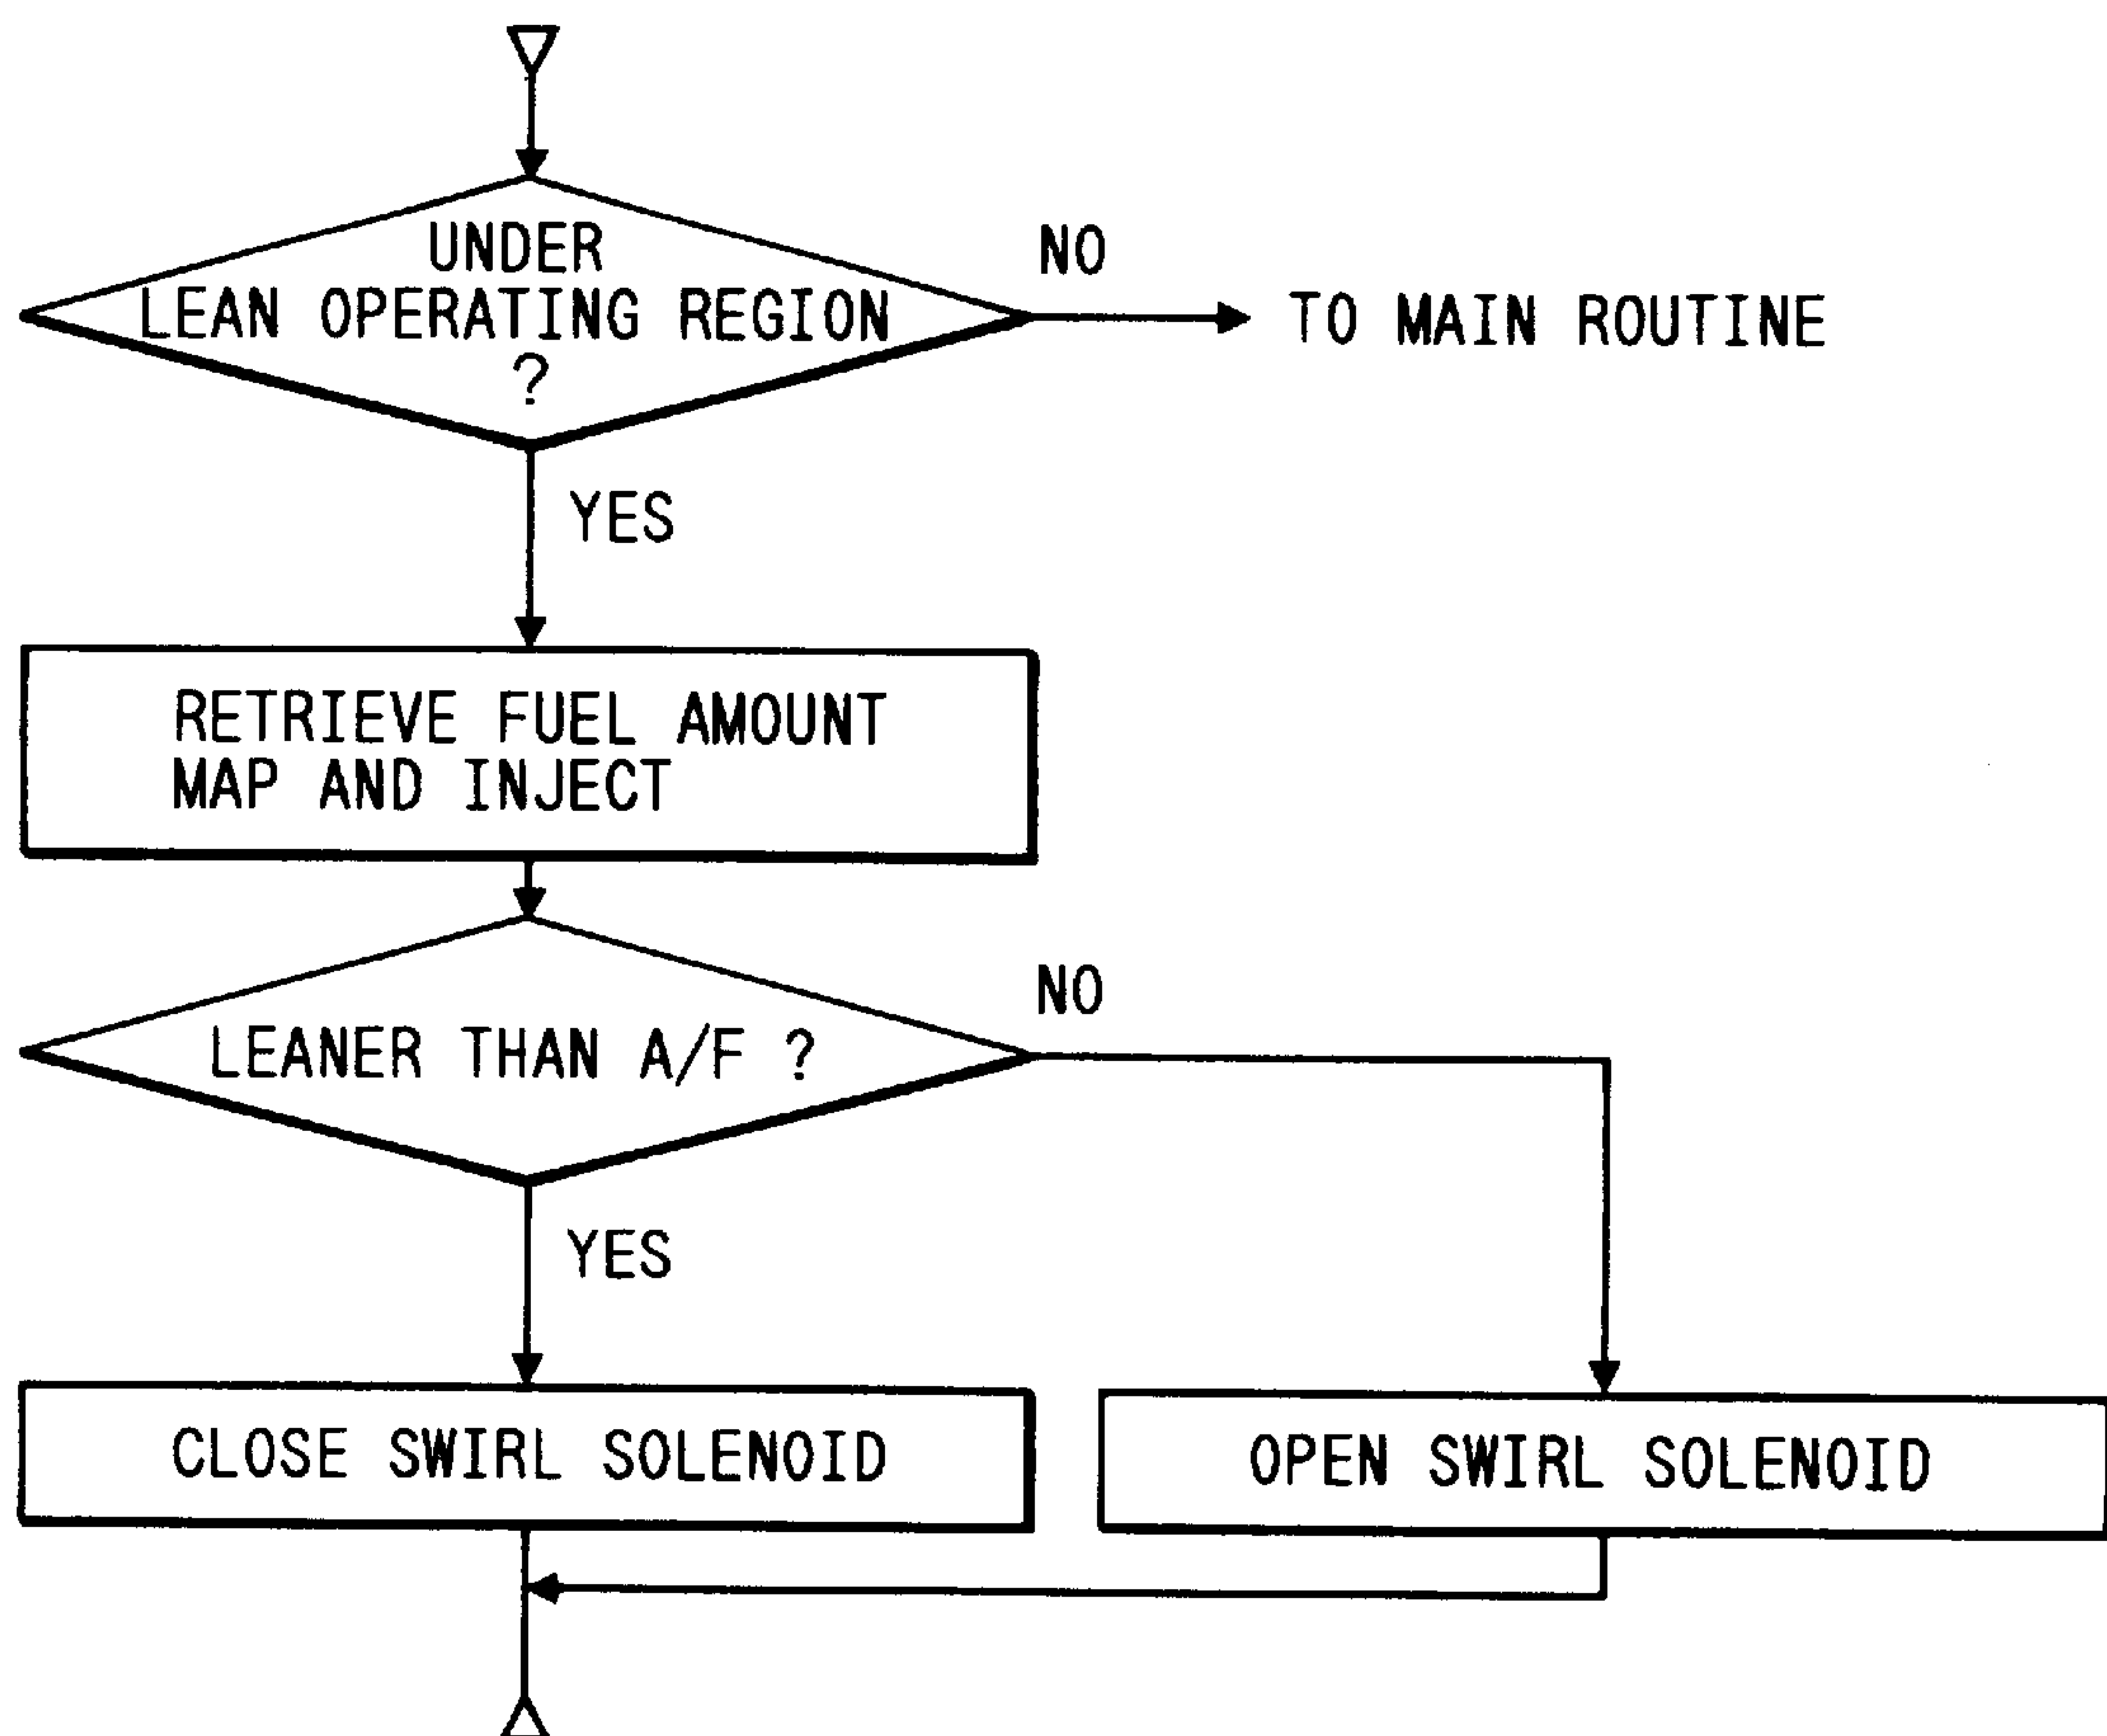 UNDER
LEAN OPERATING REGION
?
NO
TO MAIN ROUTINE
YES
RETRIEVE FUEL AMOUNT
MAP AND INJECT
LEANER THAN A/F ?
NO
YES
CLOSE SWIRL SOLENOID
OPEN SWIRL SOLENOID